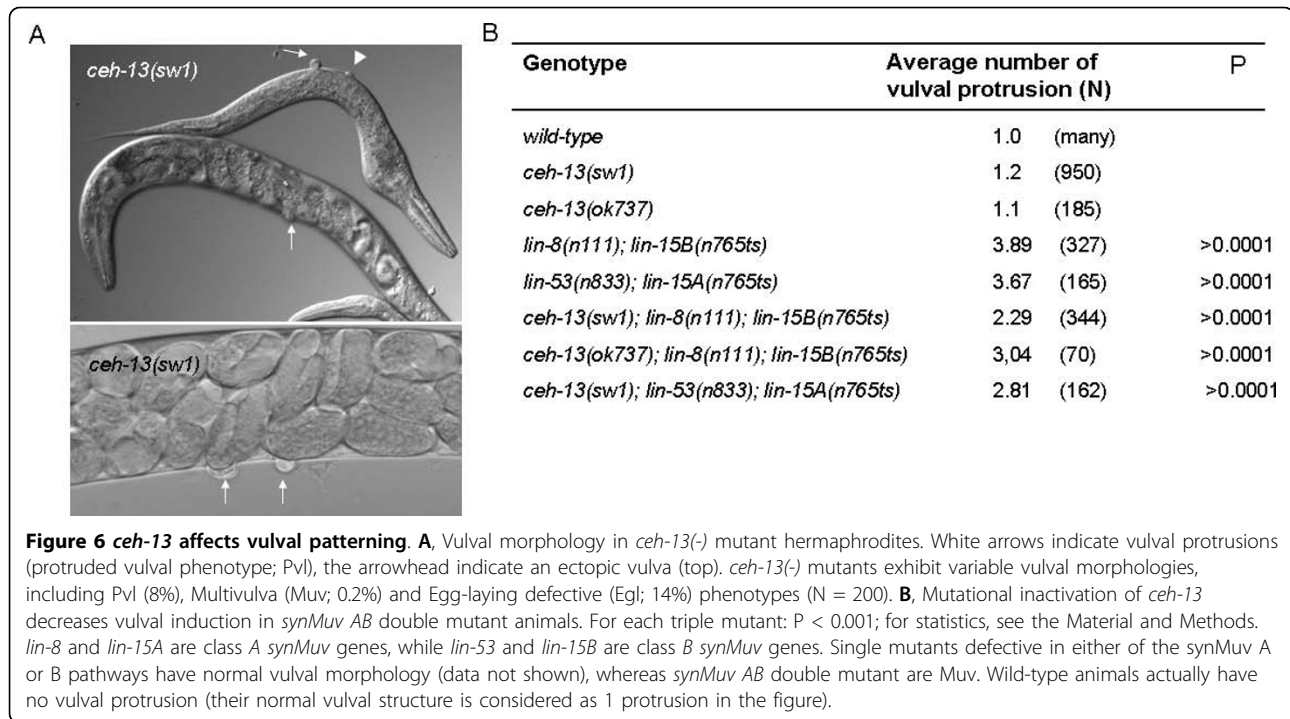 A
ceh-13(sw1)
ceh-13(sw1)
B
Genotype Average number of vulval protrusion (N) P
wild-type 1.0 (many)
ceh-13(sw1) 1.2 (950)
ceh-13(ok737) 1.1 (185)
lin-8(n111); lin-15B(n765ts) 3.89 (327) >0.0001
lin-53(n833); lin-15A(n765ts) 3.67 (165) >0.0001
ceh-13(sw1); lin-8(n111); lin-15B(n765ts) 2.29 (344) >0.0001
ceh-13(ok737); lin-8(n111); lin-15B(n765ts) 3,04 (70) >0.0001
ceh-13(sw1); lin-53(n833); lin-15A(n765ts) 2.81 (162) >0.0001
Figure 6 ceh-13 affects vulval patterning. A, Vulval morphology in ceh-13(-) mutant hermaphrodites. White arrows indicate vulval protrusions
(protruded vulval phenotype; Pvl), the arrowhead indicate an ectopic vulva (top). ceh-13(-) mutants exhibit variable vulval morphologies,
including Pvl (8%), Multivulva (Muv; 0.2%) and Egg-laying defective (Egl; 14%) phenotypes (N = 200). B, Mutational inactivation of ceh-13
decreases vulval induction in synMuv AB double mutant animals. For each triple mutant: P < 0.001; for statistics, see the Material and Methods.
lin-8 and lin-15A are class A synMuv genes, while lin-53 and lin-15B are class B synMuv genes. Single mutants defective in either of the synMuv A
or B pathways have normal vulval morphology (data not shown), whereas synMuv AB double mutant are Muv. Wild-type animals actually have
no vulval protrusion (their normal vulval structure is considered as 1 protrusion in the figure).